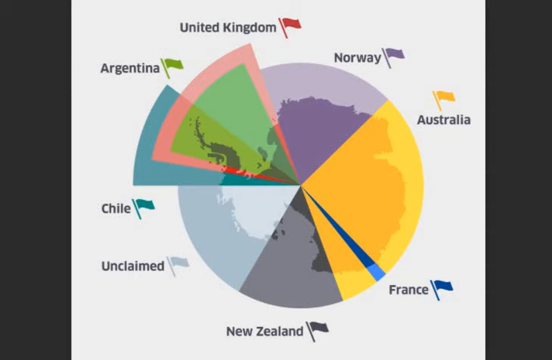 United Kingdom
Norway
Argentina
Australia
Chile
Unclaimed
France
New Zealand